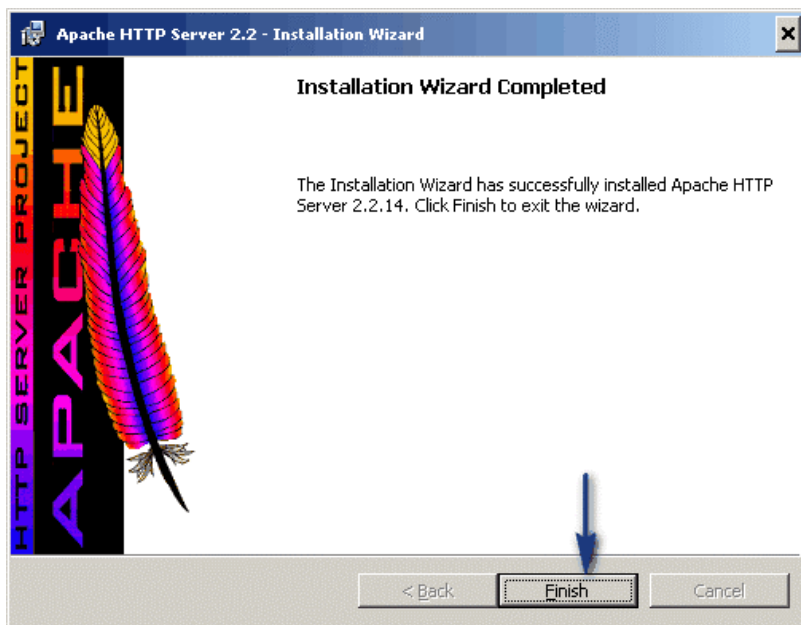 Apache HTTP Server 2.2 - Installation Wizard
HTTP SERVER PROJECT
APACHE
Installation Wizard Completed
The Installation Wizard has successfully installed Apache HTTP
Server 2.2.14. Click Finish to exit the wizard.
< Back
Finish
Cancel